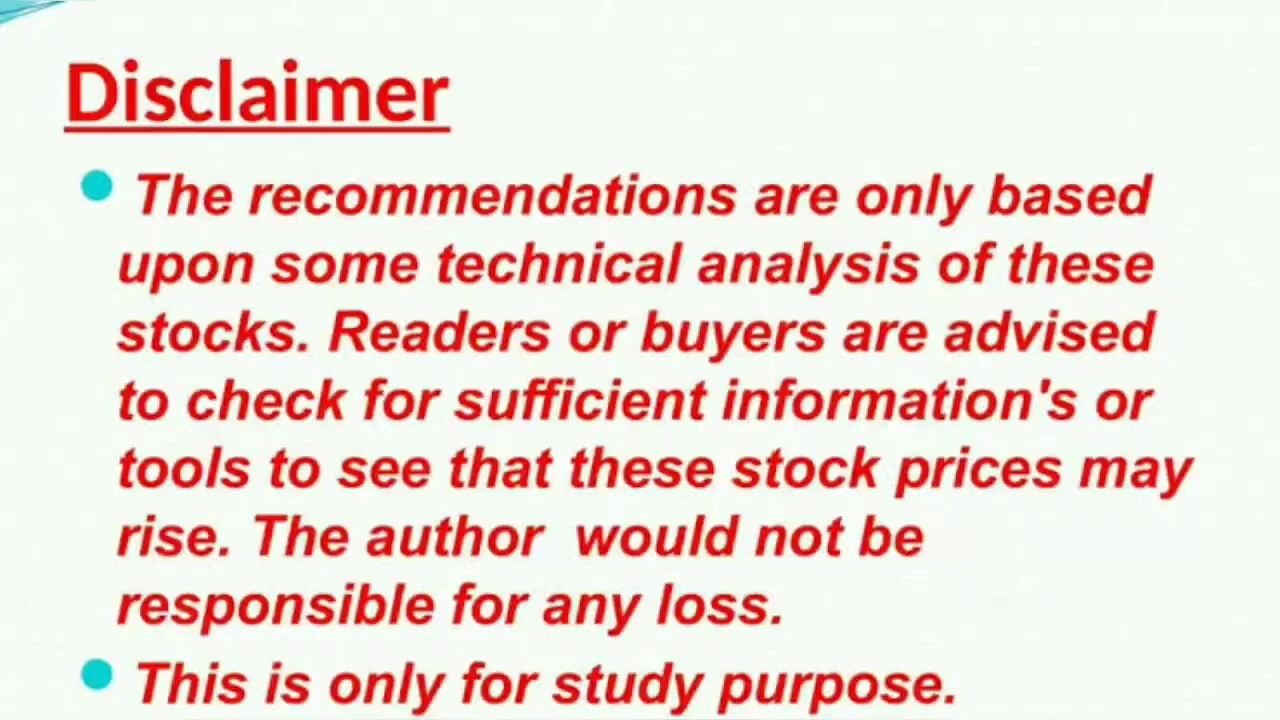 Disclaimer
The recommendations are only based
upon some technical analysis of these
stocks. Readers or buyers are advised
to check for sufficient information's or
tools to see that these stock prices may
rise. The author  would not be
responsible for any loss.
This is only for study purpose.